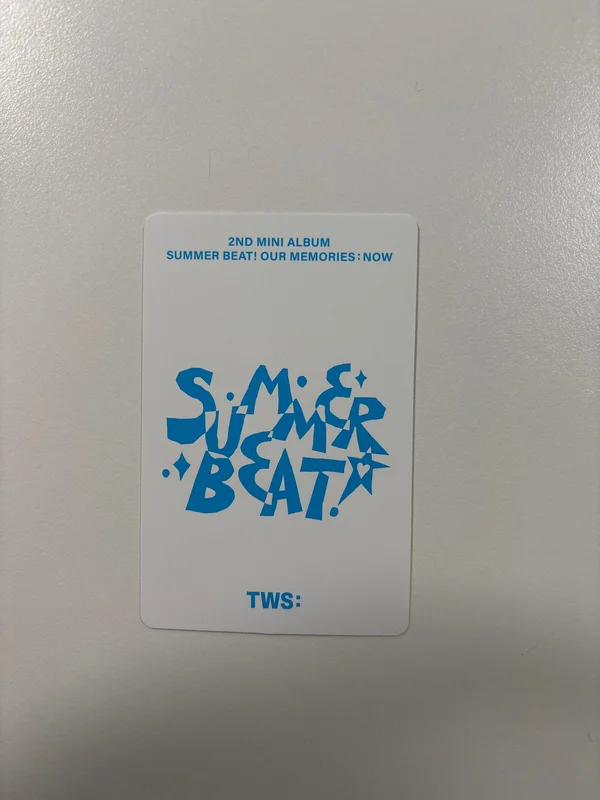 2ND MINI ALBUM
SUMMER BEAT! OUR MEMORIES : NOW
SUMMER
BEAT!
TWS: